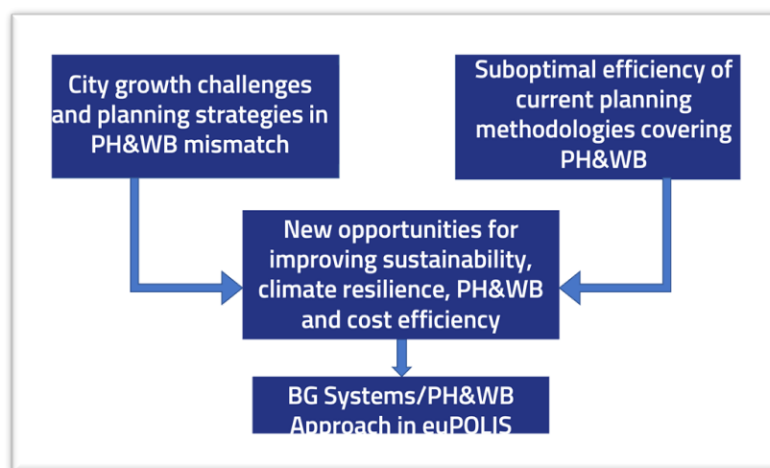 City growth challenges
and planning strategies in
PH&WB mismatch
Suboptimal efficiency of
current planning
methodologies covering
PH&WB
New opportunities for
improving sustainability,
climate resilience, PH&WB
and cost efficiency
BG Systems/PH&WB
Approach in euPOLIS